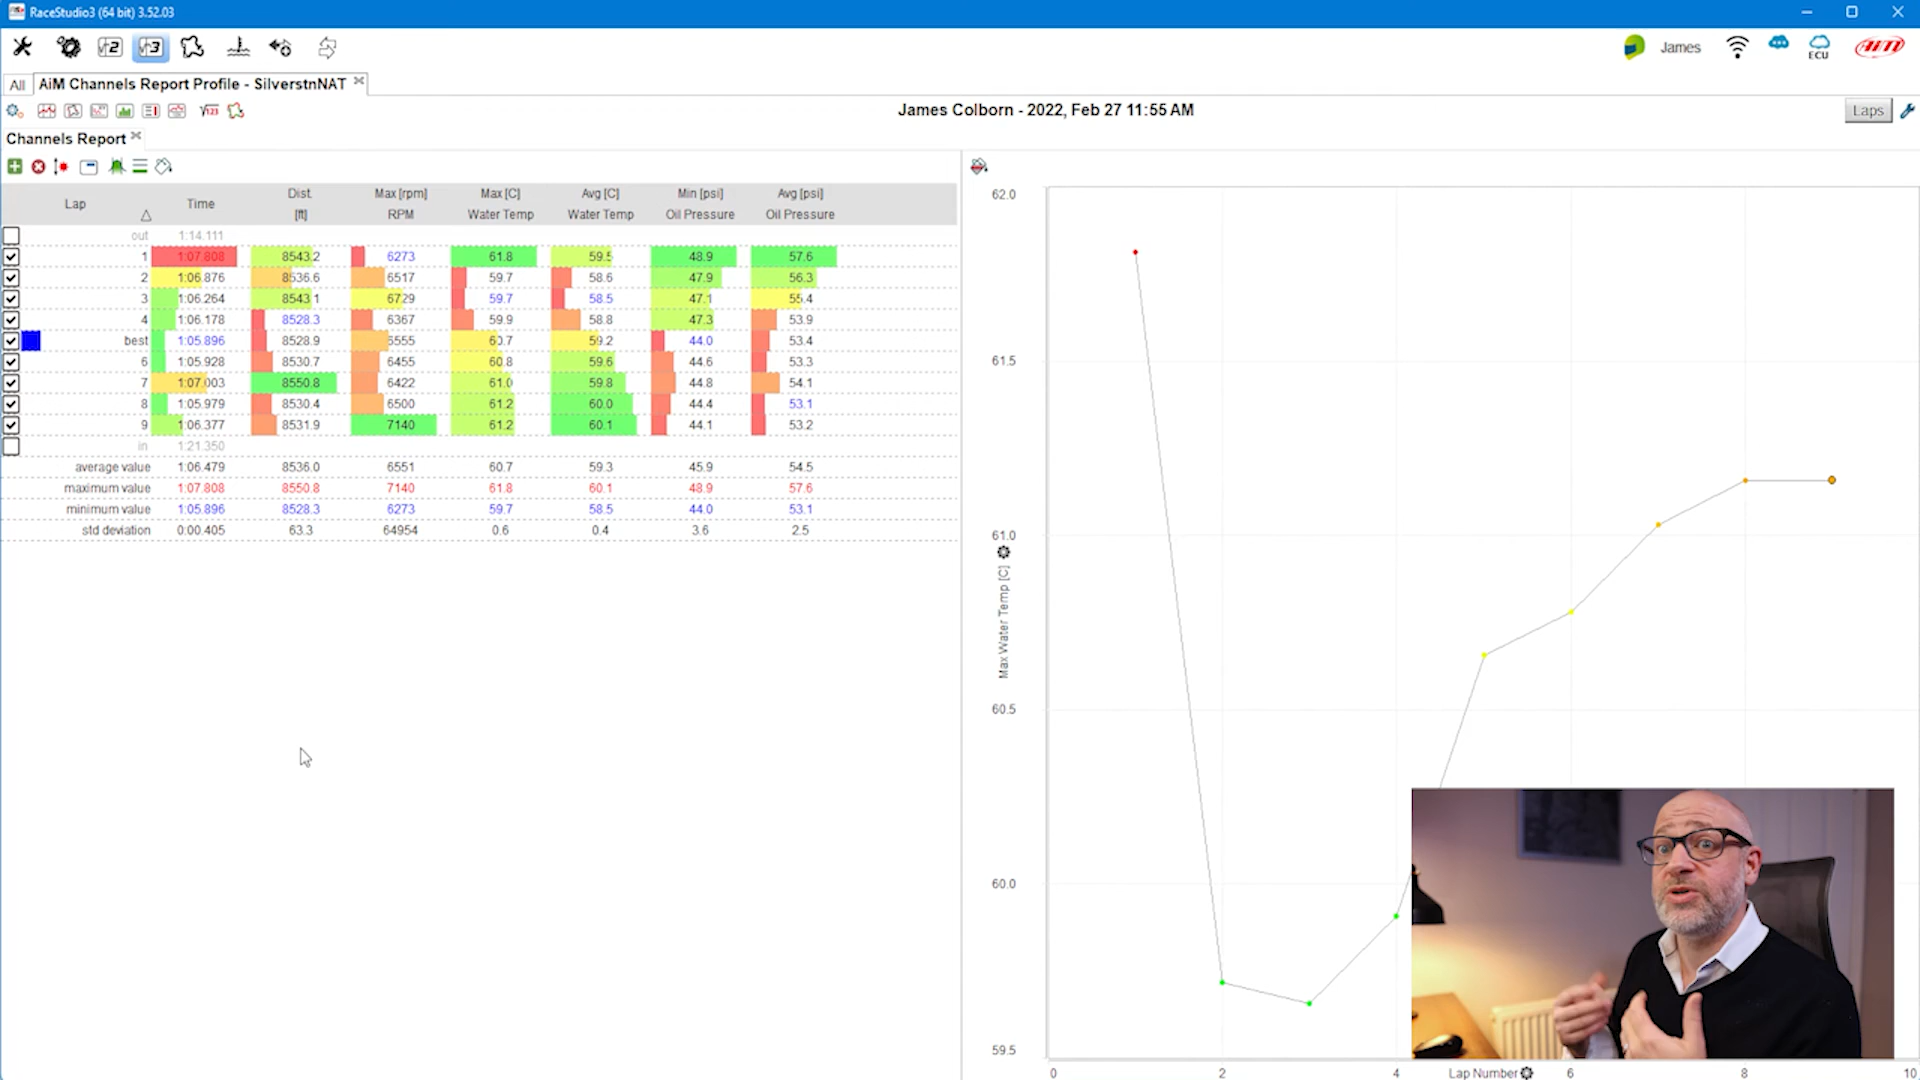 RaceStudio3 (64 bit) 3.52.03
2 3 James ECU AiM
All AiM Channels Report Profile - SilverstnNAT
√123 James Colborn - 2022, Feb 27 11:55 AM Laps
Channels Report
Lap Time Dist. [ft] Max [rpm] RPM Max [C] Water Temp Avg [C] Water Temp Min [psi] Oil Pressure Avg [psi] Oil Pressure
out 1:14.111
1 1:07.808 8543.2 6273 61.8 59.5 48.9 57.6
2 1:06.876 8536.6 6517 59.7 58.6 47.9 56.3
3 1:06.264 8543.1 6729 59.7 58.5 47.1 55.4
4 1:06.178 8528.3 6367 59.9 58.8 47.3 53.9
best 1:05.896 8528.9 6555 60.7 59.2 44.0 53.4
6 1:05.928 8530.7 6455 60.8 59.6 44.6 53.3
7 1:07.003 8550.8 6422 61.0 59.8 44.8 54.1
8 1:05.979 8530.4 6500 61.2 60.0 44.4 53.1
9 1:06.377 8531.9 7140 61.2 60.1 44.1 53.2
in 1:21.350
average value 1:06.479 8536.0 6551 60.7 59.3 45.9 54.5
maximum value 1:07.808 8550.8 7140 61.8 60.1 48.9 57.6
minimum value 1:05.896 8528.3 6273 59.7 58.5 44.0 53.1
std deviation 0:00.405 63.3 64954 0.6 0.4 3.6 2.5
62.0
61.5
61.0
60.5
60.0
59.5
Max Water Temp [C]
0 2 4 Lap Number 6 8 10